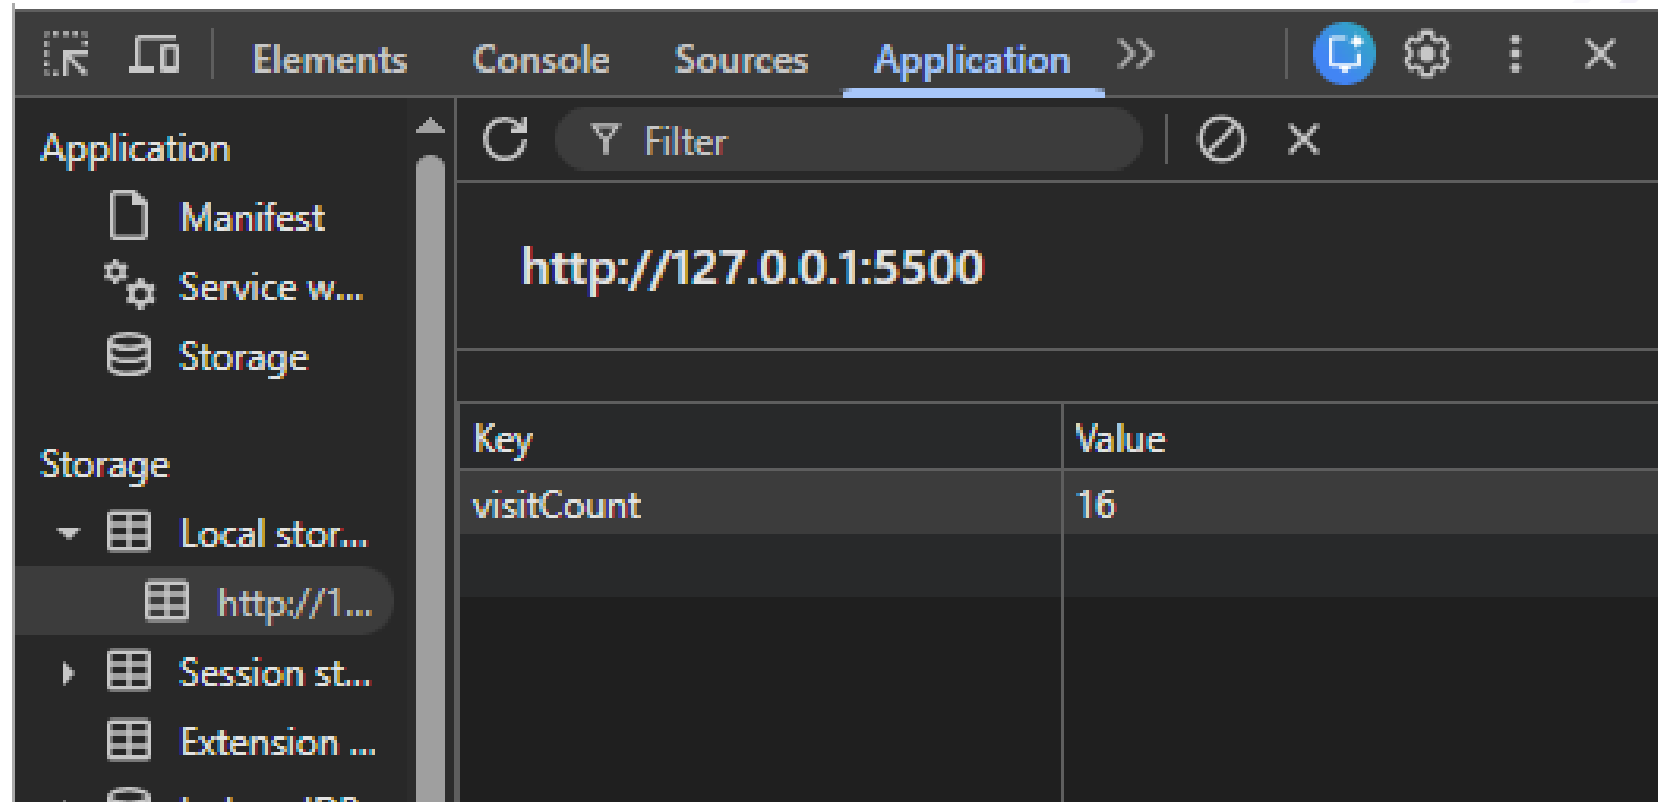 Elements Console Sources Application
Application
Manifest
Service w...
Storage
Storage
Local stor...
http://1...
Session st...
Extension ...
Filter
http://127.0.0.1:5500
Key Value
visitCount 16